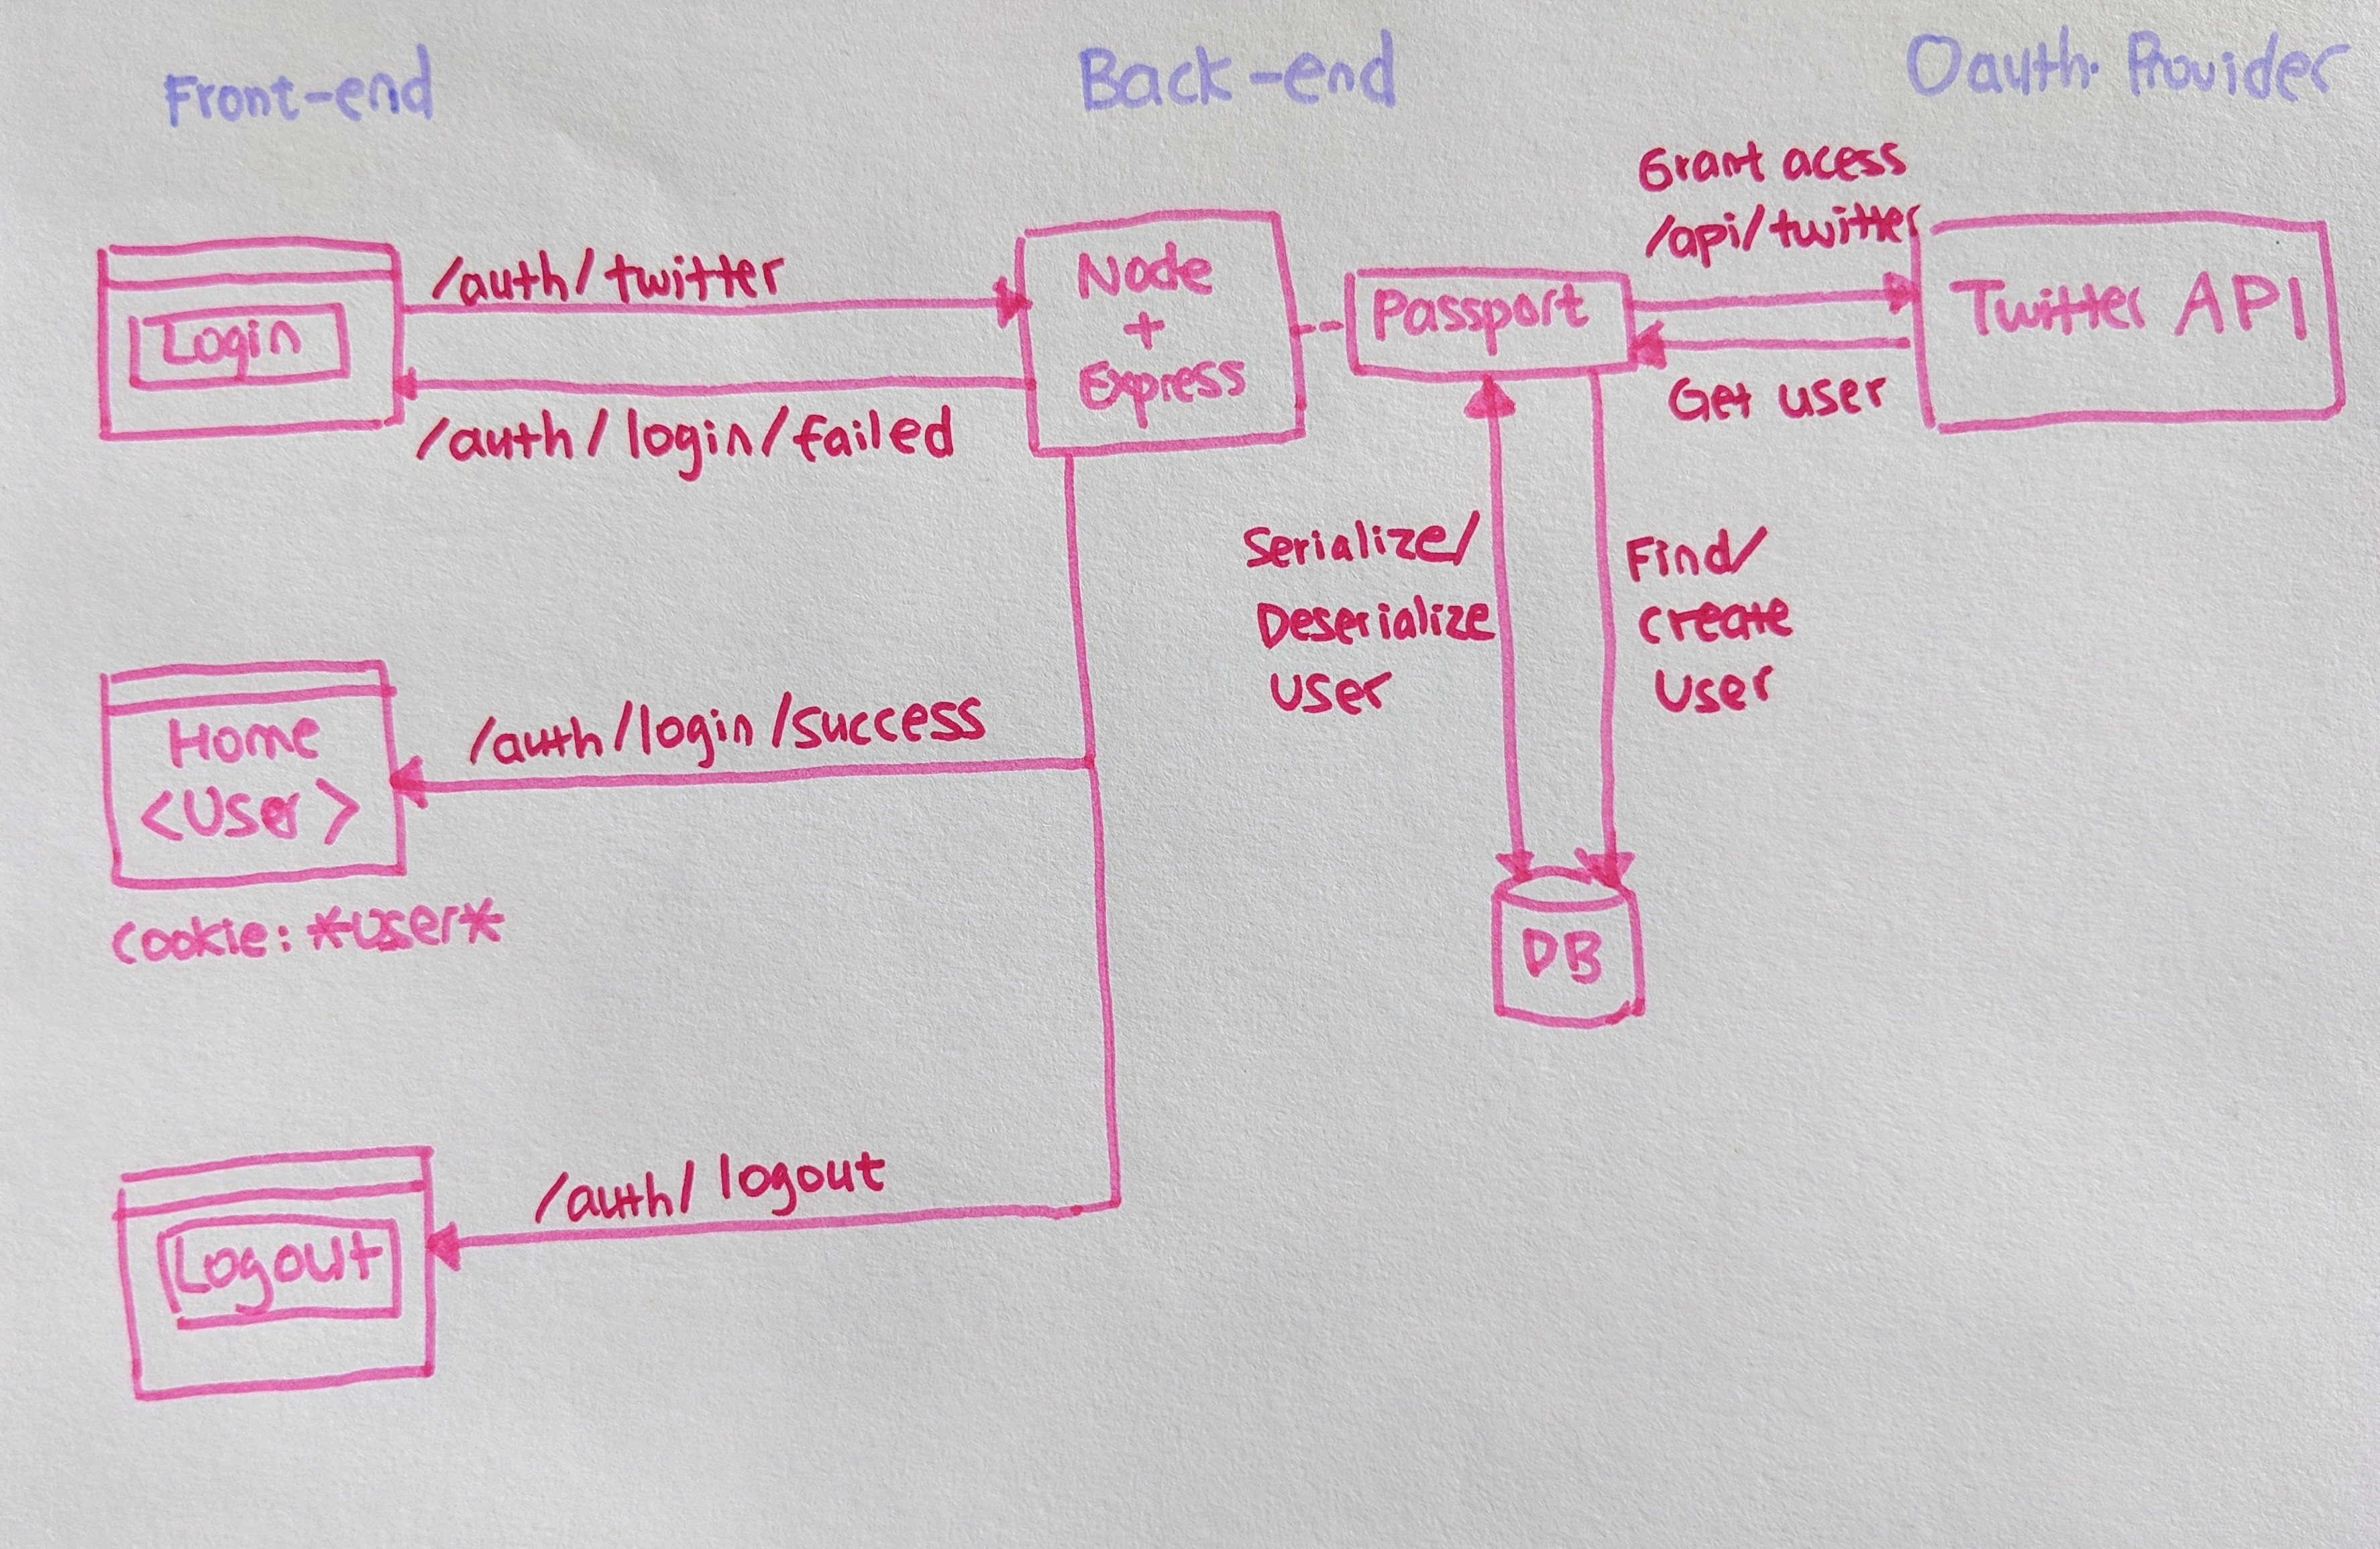 Front-end
Back-end
Oauth. Provider
Login
/auth/twitter
/auth/login/failed
Node
+
Express
Passport
Grant acess
/api/twitter
Get user
Twitter API
Serialize/
Deserialize
user
Find/
create
user
DB
Home
<User>
cookie: *user*
/auth/login/success
Logout
/auth/logout